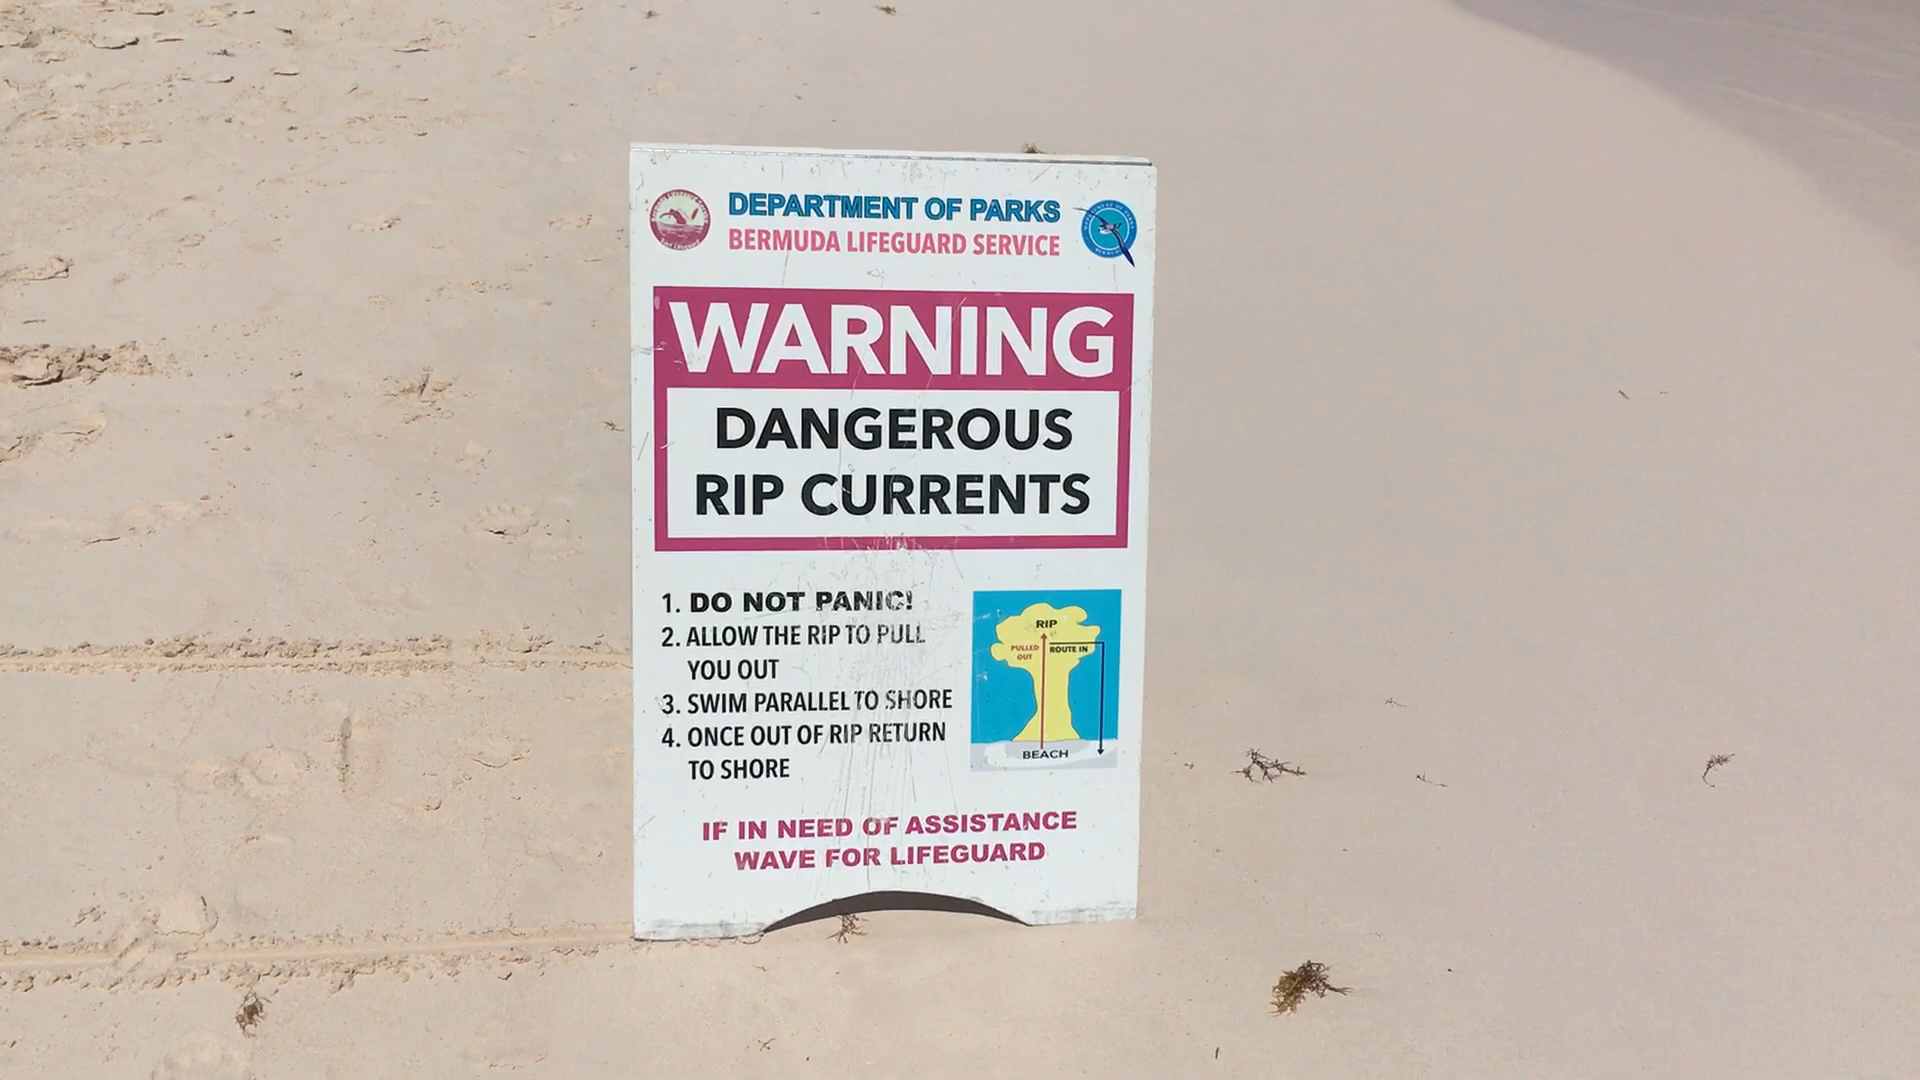 DEPARTMENT OF PARKS
BERMUDA LIFEGUARD SERVICE
WARNING
DANGEROUS
RIP CURRENTS
1. DO NOT PANIC!
2. ALLOW THE RIP TO PULL
YOU OUT
3. SWIM PARALLEL TO SHORE
4. ONCE OUT OF RIP RETURN
TO SHORE
RIP
PULLED
OUT
ROUTE IN
BEACH
IF IN NEED OF ASSISTANCE
WAVE FOR LIFEGUARD